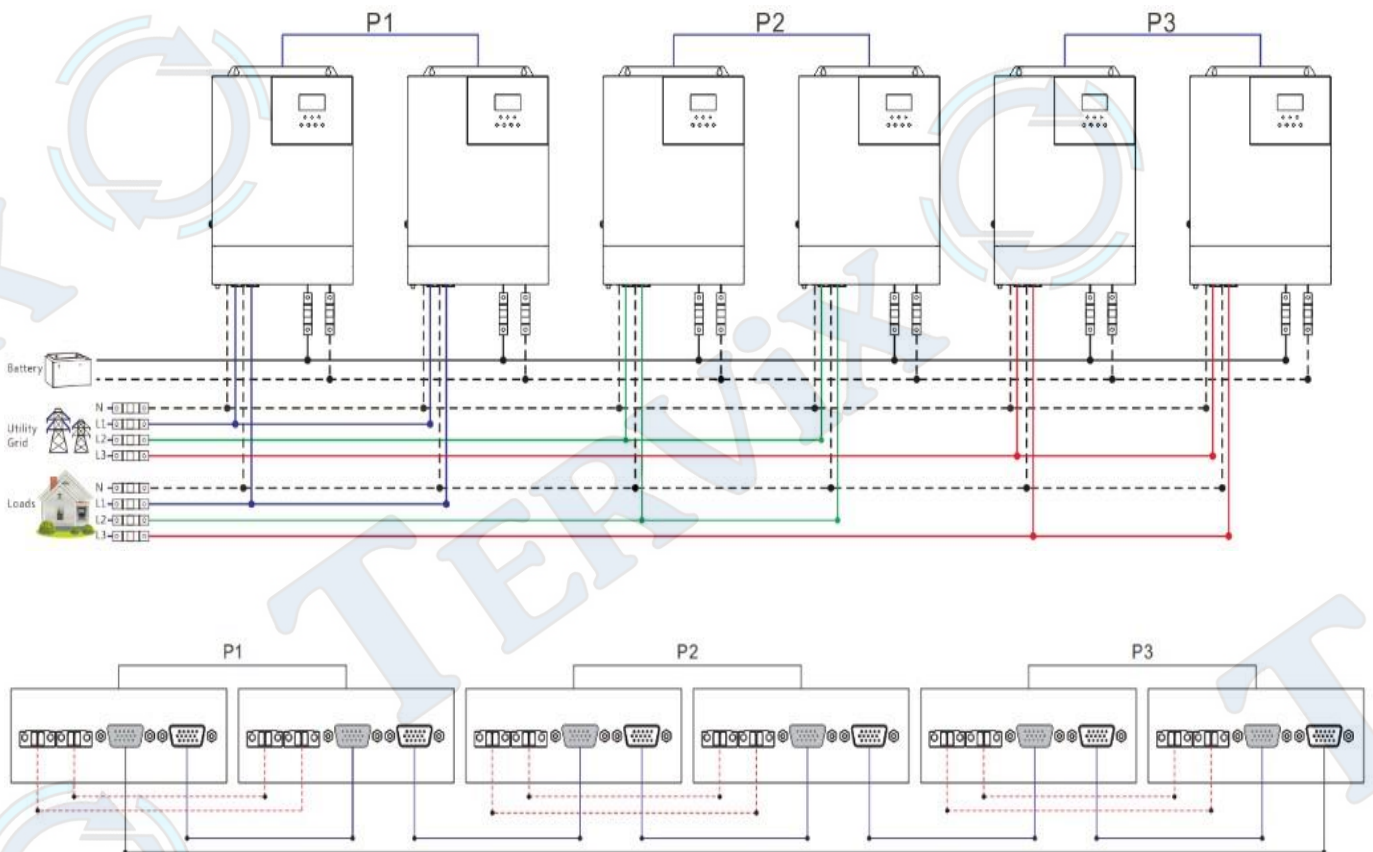 P1 P2 P3
Battery
N
L1
L2
L3
Utility
Grid
N
L1
L2
L3
Loads
TERVIX
T
P1 P2 P3